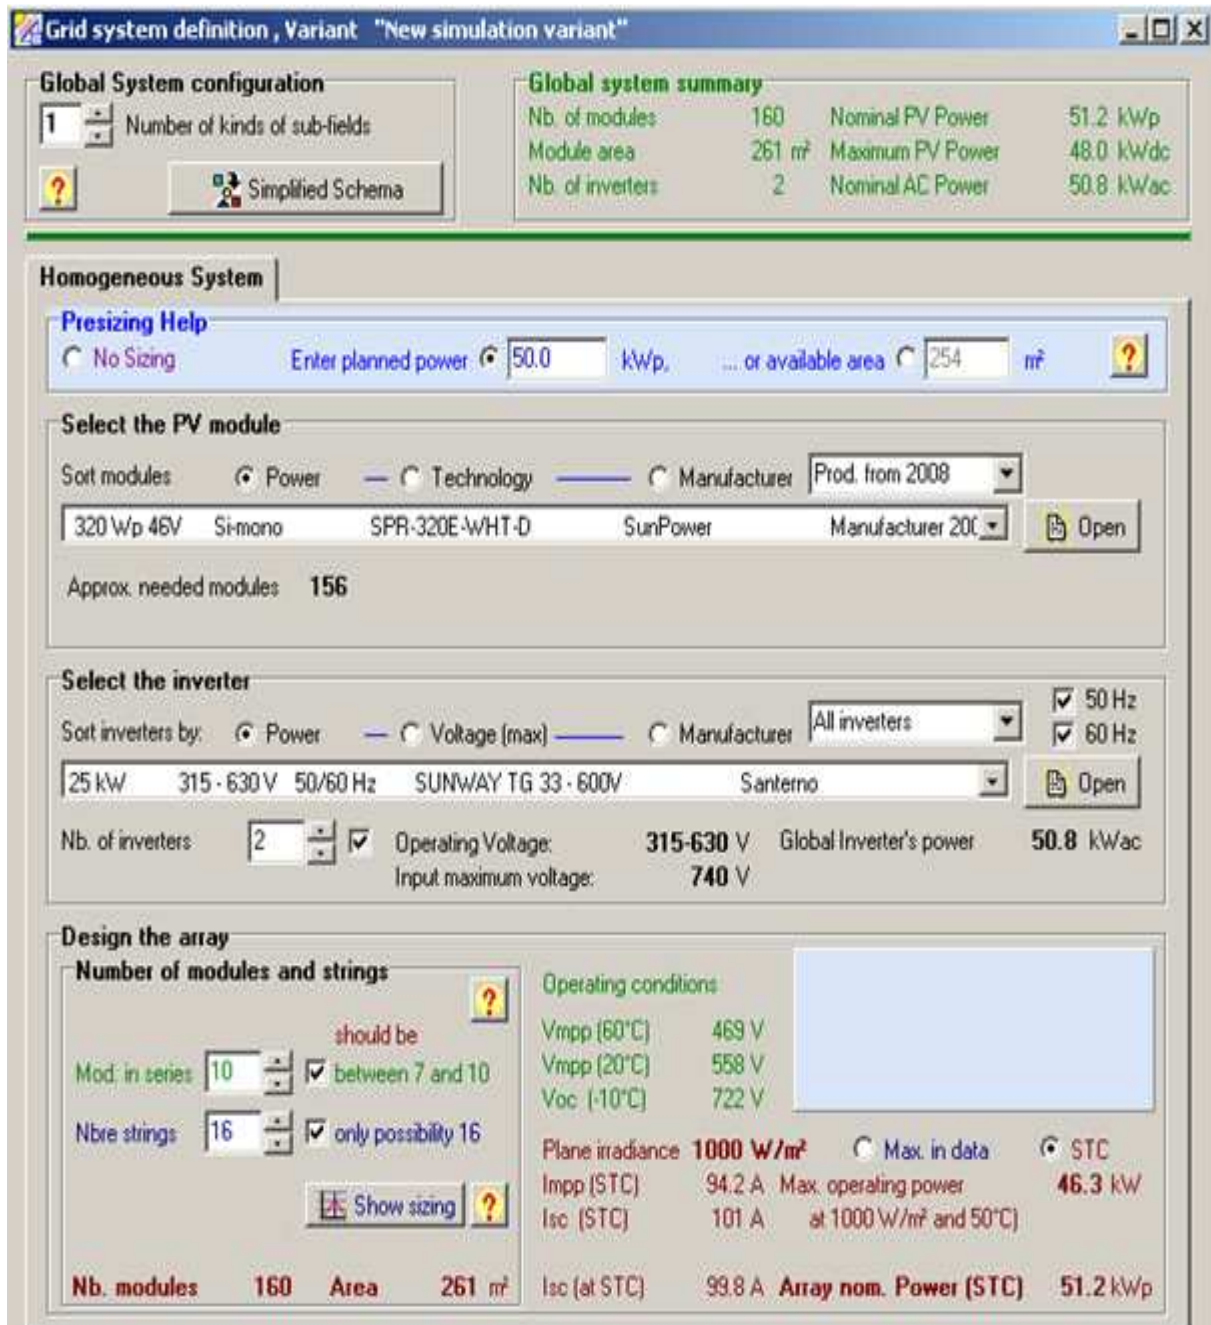 Grid system definition , Variant "New simulation variant"
Global System configuration
1 Number of kinds of sub-fields
? Simplified Schema
Global system summary
Nb. of modules 160 Nominal PV Power 51.2 kWp
Module area 261 m² Maximum PV Power 48.0 kWdc
Nb. of inverters 2 Nominal AC Power 50.8 kWac
Homogeneous System
Presizing Help
No Sizing Enter planned power 50.0 kWp, ... or available area 254 m² ?
Select the PV module
Sort modules Power Technology Manufacturer Prod. from 2008
320 Wp 46V Si-mono SPR-320E-WHT-D SunPower Manufacturer 200 Open
Approx. needed modules 156
Select the inverter
50 Hz
Sort inverters by: Power Voltage (max) Manufacturer All inverters 60 Hz
25 kW 315 - 630 V 50/60 Hz SUNWAY TG 33 - 600V Santerno Open
Nb. of inverters 2 Operating Voltage: 315-630 V Global Inverter's power 50.8 kWac
Input maximum voltage: 740 V
Design the array
Number of modules and strings
?
should be
Mod. in series 10 between 7 and 10
Nbre strings 16 only possibility 16
Show sizing ?
Nb. modules 160 Area 261 m²
Operating conditions
Vmpp (60°C) 469 V
Vmpp (20°C) 558 V
Voc (-10°C) 722 V
Plane irradiance 1000 W/m² Max. in data STC
Impp (STC) 94.2 A Max. operating power 46.3 kW
Isc (STC) 101 A at 1000 W/m² and 50°C)
Isc (at STC) 99.8 A Array nom. Power (STC) 51.2 kWp